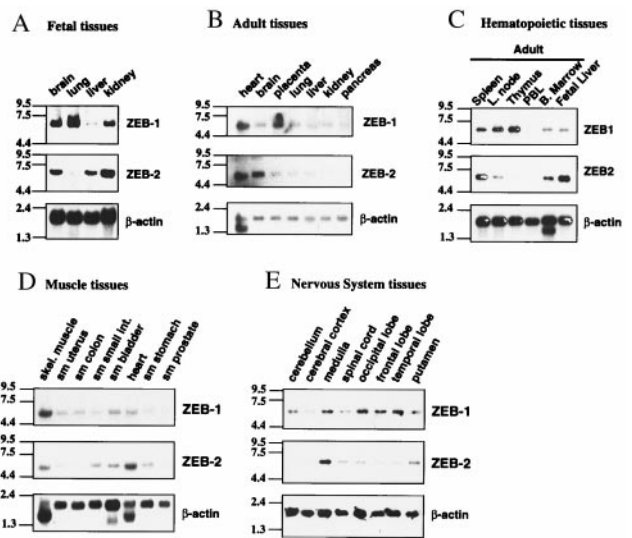 A Fetal tissues
brain lung liver kidney
9.5
7.5
4.4
ZEB-1
7.5
4.4
ZEB-2
2.4
1.3
β-actin
B Adult tissues
heart brain placenta lung liver kidney pancreas
9.5
7.5
4.4
ZEB-1
9.5
7.5
4.4
ZEB-2
2.4
1.3
β-actin
C Hematopoietic tissues
Adult
Spleen L. node Thymus PBL B. Marrow Fetal Liver
9.5
7.5
4.4
ZEB1
9.5
7.5
4.4
ZEB2
2.4
1.3
β-actin
D Muscle tissues
skel. muscle sm uterus sm colon sm small int. sm bladder heart sm stomach sm prostate
9.5
7.5
4.4
ZEB-1
9.5
7.5
4.4
ZEB-2
2.4
1.3
β-actin
E Nervous System tissues
cerebellum cerebral cortex medulla spinal cord occipital lobe frontal lobe temporal lobe putamen
9.5
7.5
4.4
ZEB-1
9.5
7.5
4.4
ZEB-2
2.4
1.3
β-actin